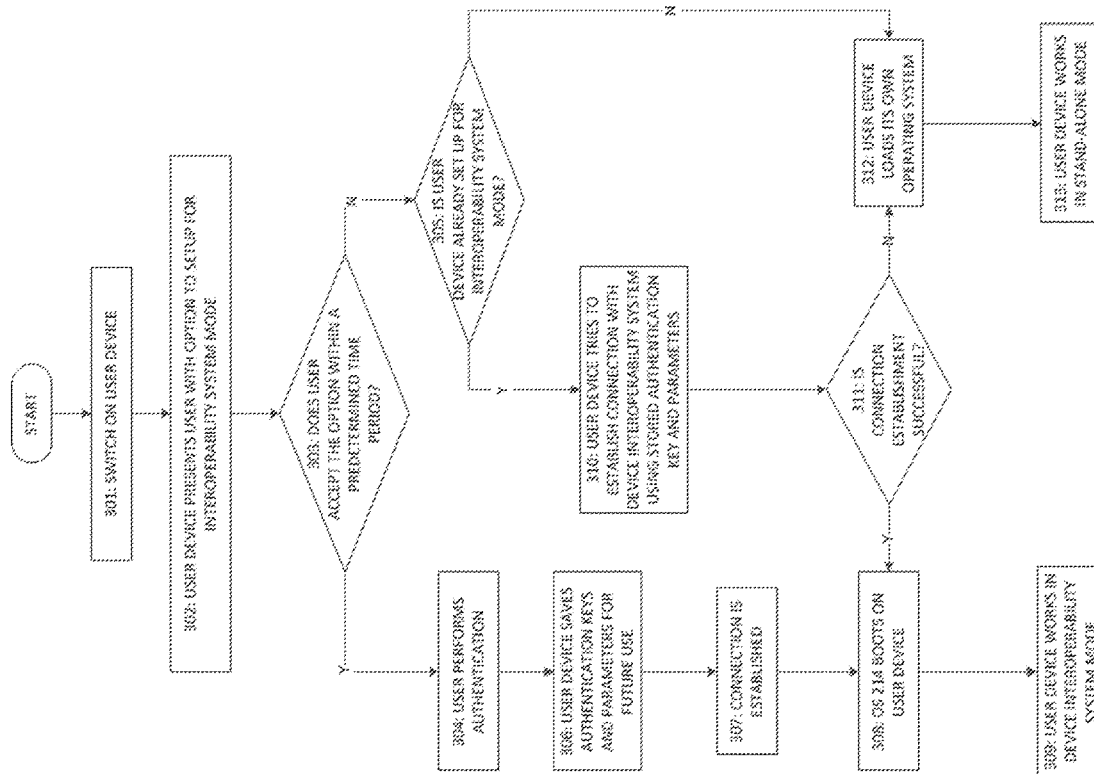 START
301: SWITCH ON USER DEVICE
302: USER DEVICE PRESENTS USER WITH OPTION TO SETUP FOR
INTEROPERABILITY SYSTEM MODE
303: DOES USER
ACCEPT THE OPTION WITHIN A
PREDETERMINED TIME
PERIOD?
Y
N
304: USER PERFORMS
AUTHENTICATION
305: IS USER
DEVICE ALREADY SET UP FOR
INTEROPERABILITY SYSTEM
MODE?
Y
N
306: USER DEVICE SAVES
AUTHENTICATION KEYS
AND PARAMETERS FOR
FUTURE USE
310: USER DEVICE TRIES TO
ESTABLISH CONNECTION WITH
DEVICE INTEROPERABILITY SYSTEM
USING STORED AUTHENTICATION
KEY AND PARAMETERS
307: CONNECTION IS
ESTABLISHED
311: IS
CONNECTION
ESTABLISHMENT
SUCCESSFUL?
Y
N
308: OS 214 BOOTS ON
USER DEVICE
312: USER DEVICE
LOADS ITS OWN
OPERATING SYSTEM
309: USER DEVICE WORKS IN
DEVICE INTEROPERABILITY
SYSTEM MODE
313: USER DEVICE WORKS
IN STAND-ALONE MODE